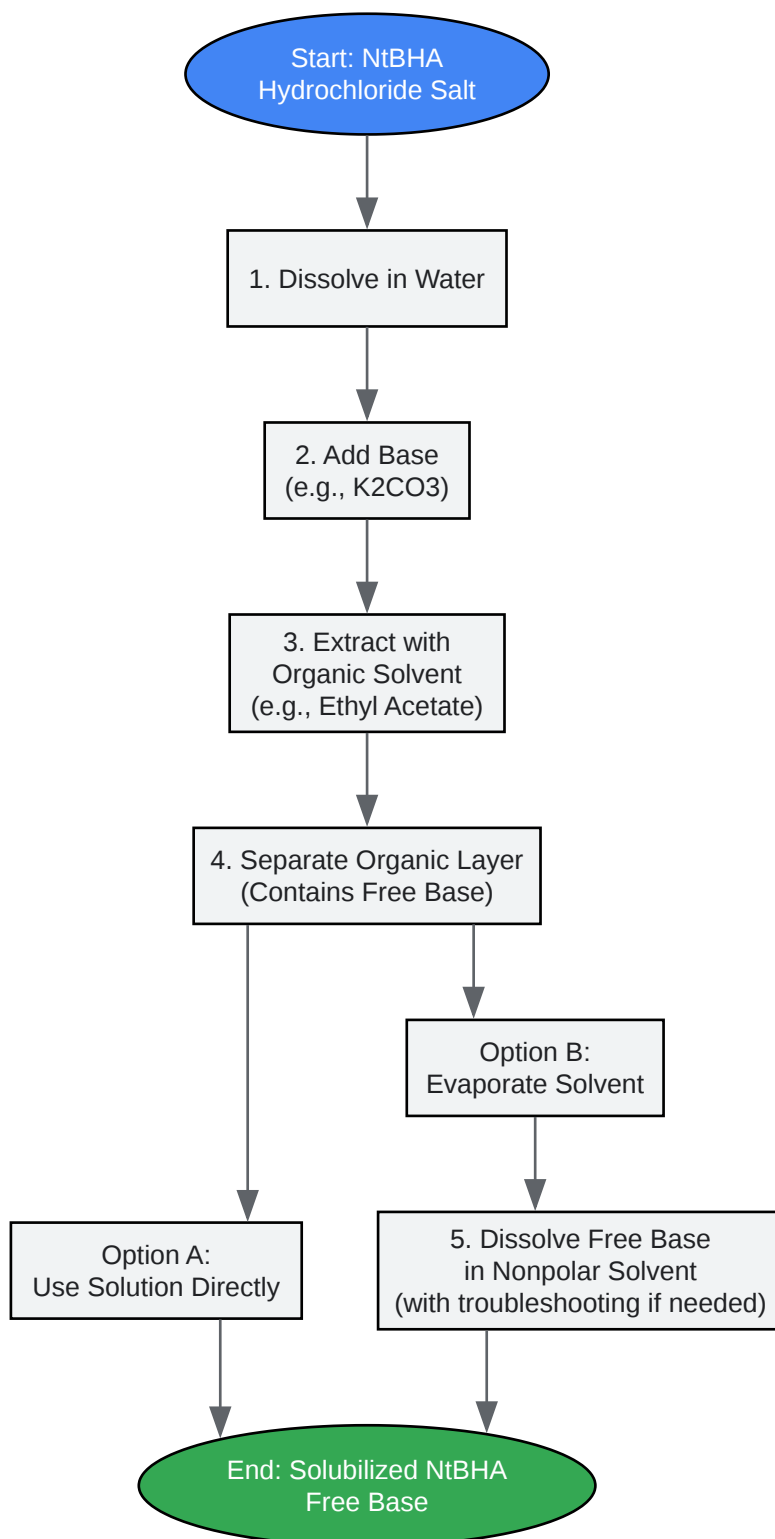 Start: NtBHA
Hydrochloride Salt
1. Dissolve in Water
2. Add Base
(e.g., K2CO3)
3. Extract with
Organic Solvent
(e.g., Ethyl Acetate)
4. Separate Organic Layer
(Contains Free Base)
Option B:
Evaporate Solvent
Option A:
Use Solution Directly
5. Dissolve Free Base
in Nonpolar Solvent
(with troubleshooting if needed)
End: Solubilized NtBHA
Free Base